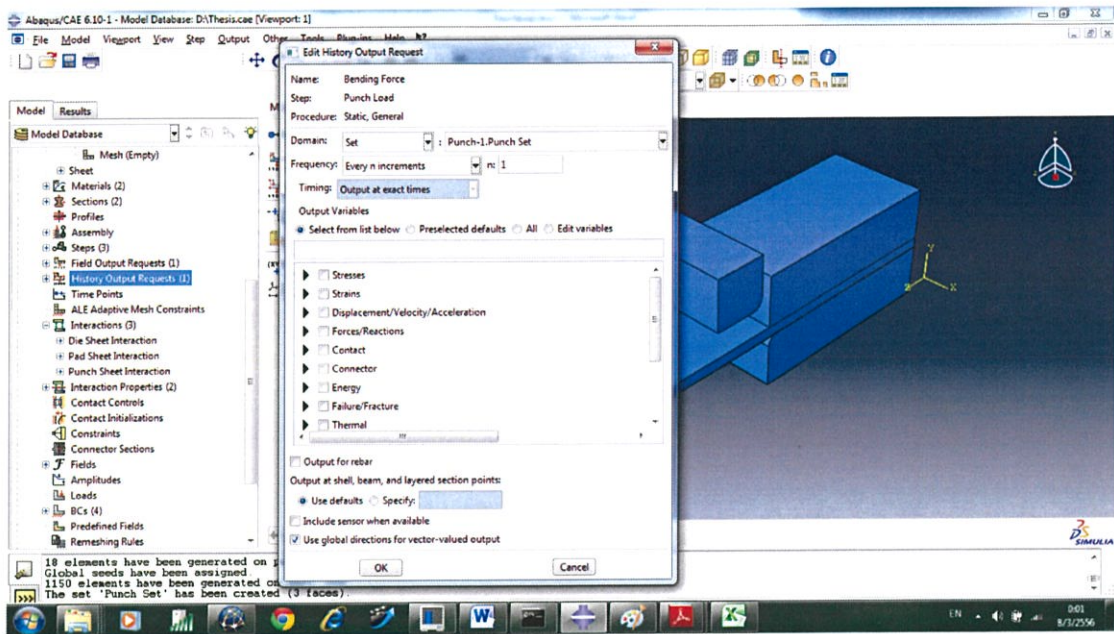 Abaqus/CAE 6.10-1 - Model Database: D:\Thesis.cae [Viewport: 1]
File Model Viewport View Step Output Other Tools Plug-ins Help
Model Results
Model Database
Mesh (Empty)
Sheet
Materials (2)
Sections (2)
Profiles
Assembly
Steps (3)
Field Output Requests (1)
History Output Requests (1)
Time Points
ALE Adaptive Mesh Constraints
Interactions (3)
Die Sheet Interaction
Pad Sheet Interaction
Punch Sheet Interaction
Interaction Properties (2)
Contact Controls
Contact Initializations
Constraints
Connector Sections
Fields
Amplitudes
Loads
BCs (4)
Predefined Fields
Remeshing Rules
Edit History Output Request
Name: Bending Force
Step: Punch Load
Procedure: Static, General
Domain: Set : Punch-1.Punch Set
Frequency: Every n increments n: 1
Timing: Output at exact times
Output Variables
Select from list below Preselected defaults All Edit variables
Stresses
Strains
Displacement/Velocity/Acceleration
Forces/Reactions
Contact
Connector
Energy
Failure/Fracture
Thermal
Output for rebar
Output at shell, beam, and layered section points:
Use defaults Specify:
Include sensor when available
Use global directions for vector-valued output
OK Cancel
Y
Z X
SIMULIA
18 elements have been generated on
Global seeds have been assigned
1150 elements have been generated on
The set 'Punch Set' has been created (3 faces).
EN 0:01
8/3/2556